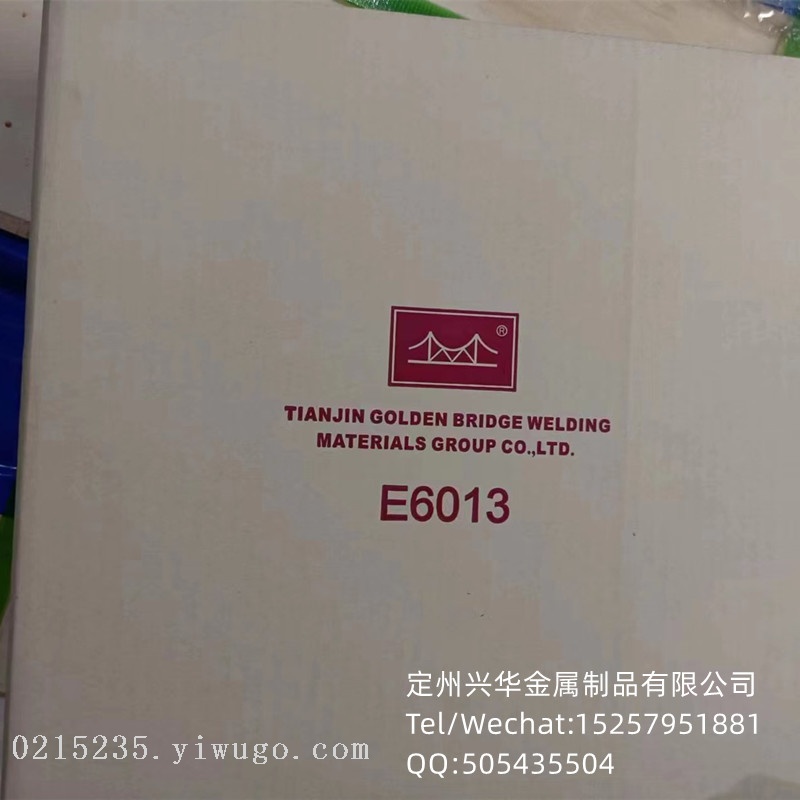 ®
TIANJIN GOLDEN BRIDGE WELDING
MATERIALS GROUP CO.,LTD.
E6013
定州兴华金属制品有限公司
Tel/Wechat:15257951881
QQ:505435504
0215235.yiwugo.com